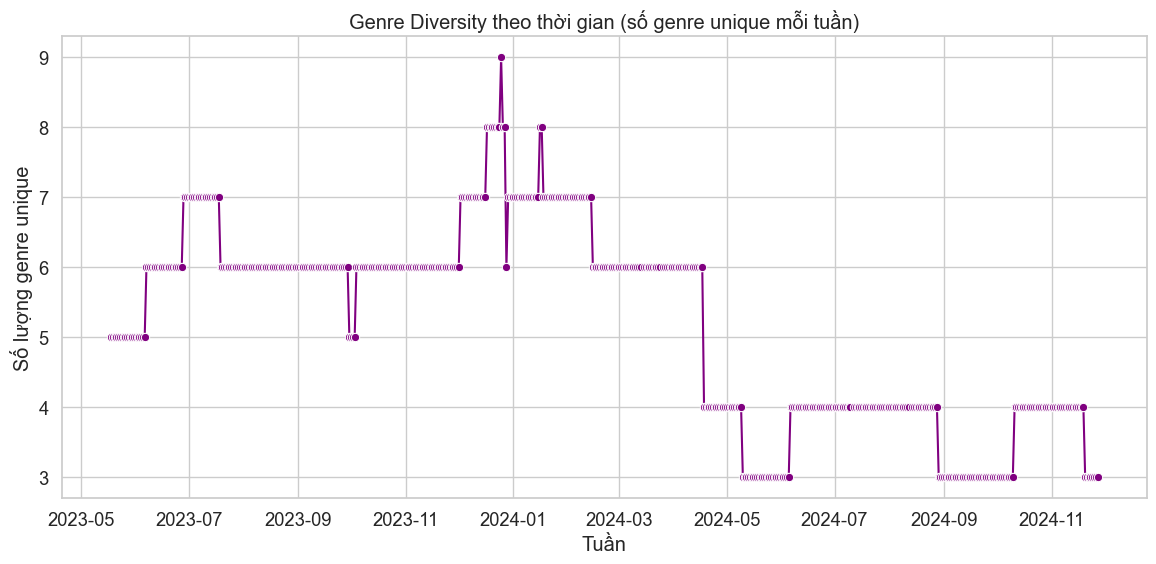 Genre Diversity theo thời gian (số genre unique mỗi tuần)
Số lượng genre unique
9
8
7
6
5
4
3
2023-05 2023-07 2023-09 2023-11 2024-01 2024-03 2024-05 2024-07 2024-09 2024-11
Tuần